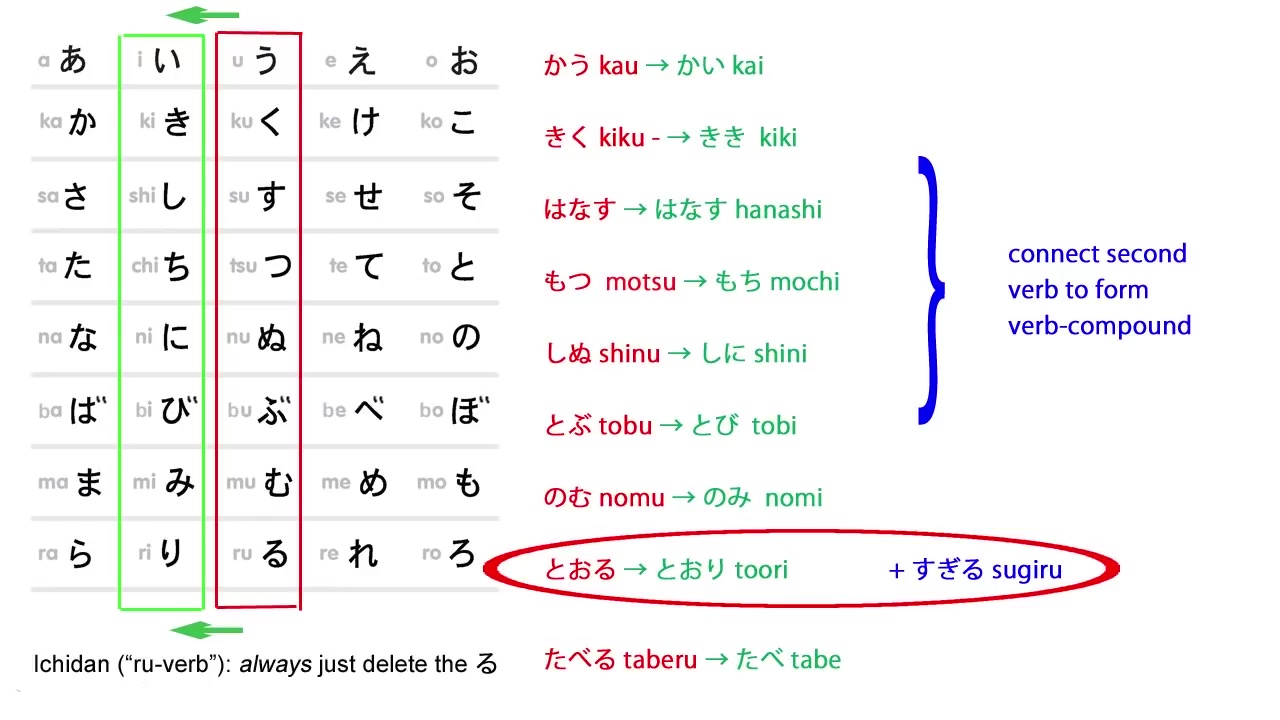 a あ i い u う e え o お
ka か ki き ku く ke け ko こ
sa さ shi し su す se せ so そ
ta た chi ち tsu つ te て to と
na な ni に nu ぬ ne ね no の
ba ば bi び bu ぶ be べ bo ぼ
ma ま mi み mu む me め mo も
ra ら ri り ru る re れ ro ろ
Ichidan (“ru-verb”): always just delete the る
かう kau → かい kai
きく kiku - → きき kiki
はなす → はなす hanashi
もつ motsu → もち mochi
しぬ shinu → しに shini
とぶ tobu → とび tobi
のむ nomu → のみ nomi
とおる → とおり toori + すぎる sugiru
たべる taberu → たべ tabe
connect second
verb to form
verb-compound